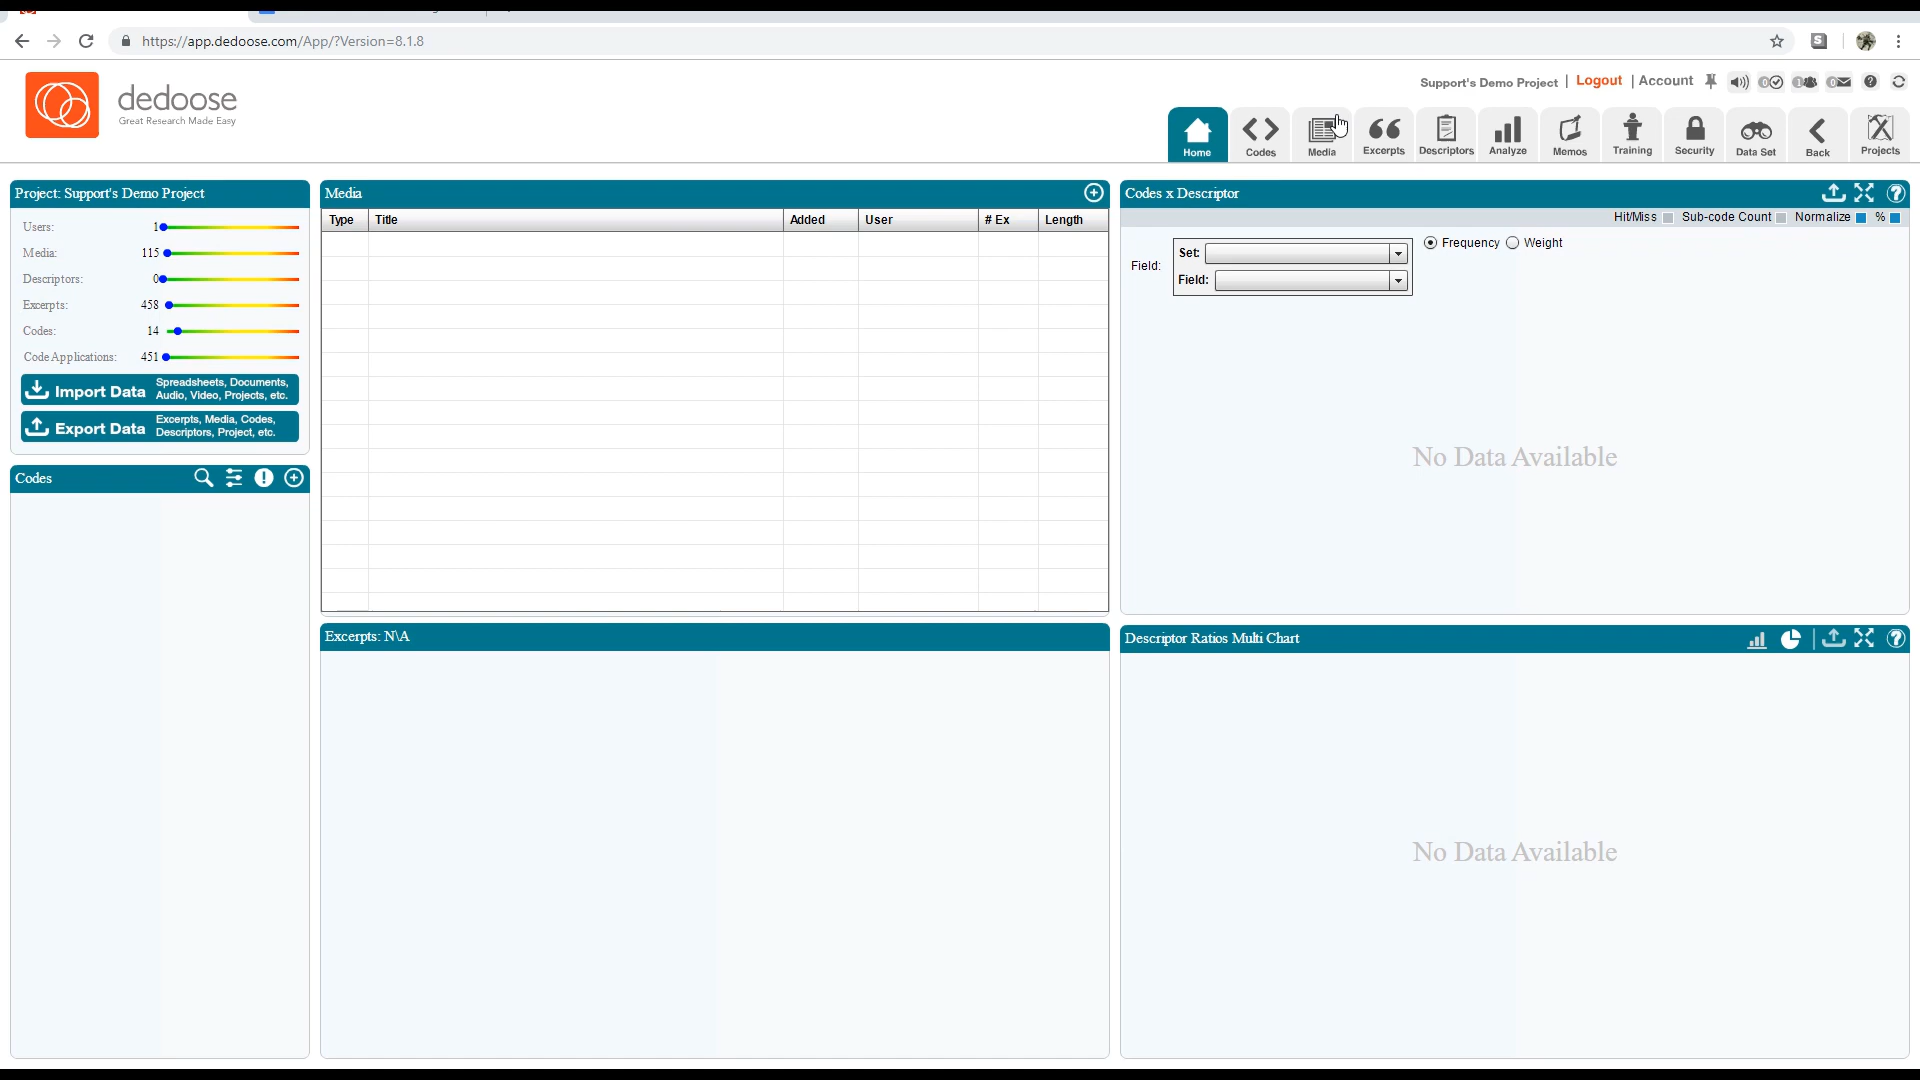 https://app.dedoose.com/App/?Version=8.1.8
dedoose
Great Research Made Easy
Support's Demo Project | Logout | Account
0
1
0
Home
Codes
Media
Excerpts
Descriptors
Analyze
Memos
Training
Security
Data Set
Back
Projects
Project: Support's Demo Project
Users: 1
Media: 115
Descriptors: 0
Excerpts: 458
Codes: 14
Code Applications: 451
Import Data Spreadsheets, Documents,
Audio, Video, Projects, etc.
Export Data Excerpts, Media, Codes,
Descriptors, Project, etc.
Codes
Media
Type Title Added User # Ex Length
Excerpts: N\A
Codes x Descriptor
Hit/Miss Sub-code Count Normalize %
Field:
Set:
Field:
Frequency Weight
No Data Available
Descriptor Ratios Multi Chart
No Data Available